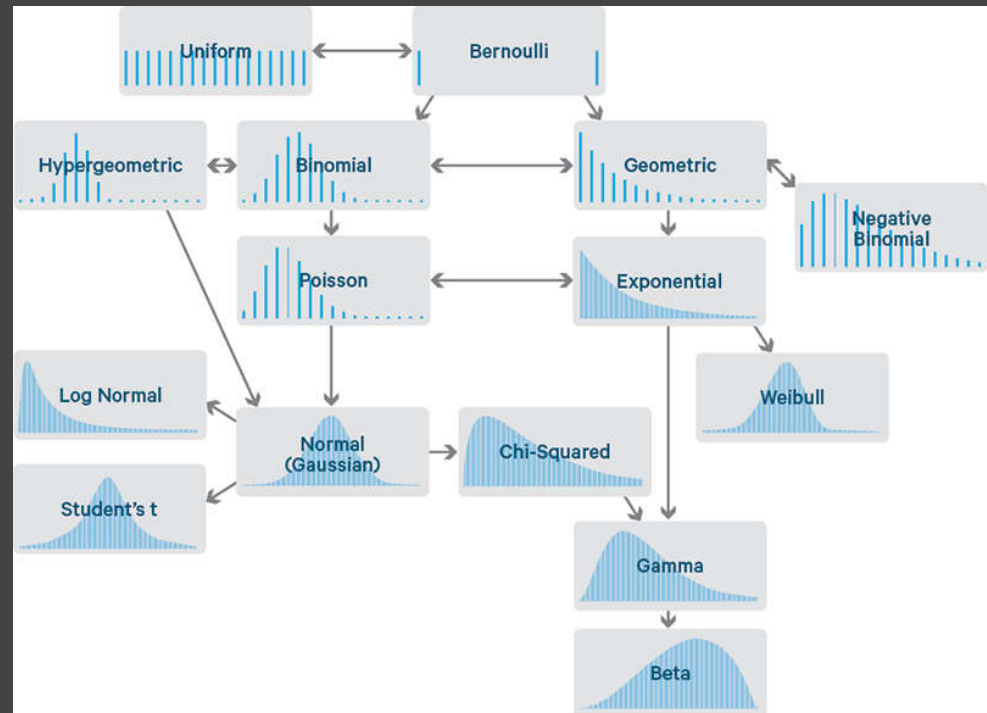 Uniform
Bernoulli
Hypergeometric
Binomial
Geometric
Negative
Binomial
Poisson
Exponential
Log Normal
Weibull
Normal
(Gaussian)
Chi-Squared
Student's t
Gamma
Beta